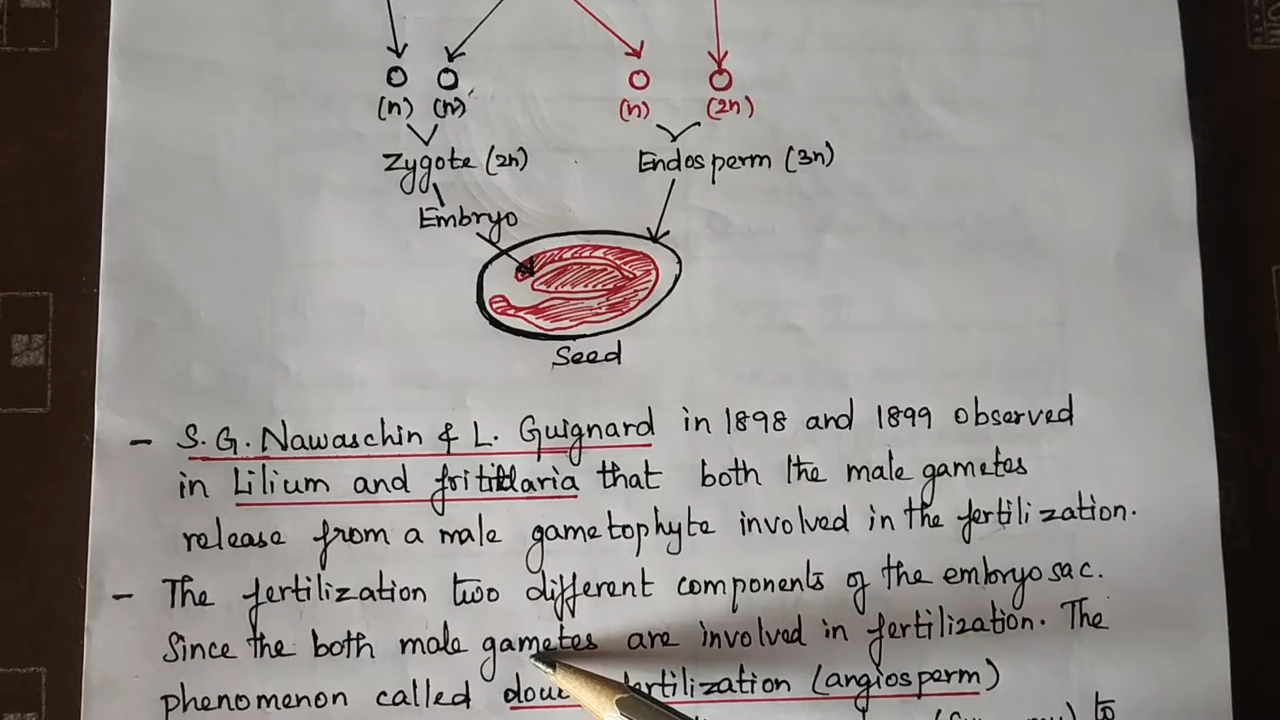 (n) (n) (n) (2n)
Zygote (2n) Endosperm (3n)
Embryo
Seed
- S. G. Nawaschin & L. Guignard in 1898 and 1899 observed
in Lilium and fritillaria that both the male gametes
release from a male gametophyte involved in the fertilization.
- The fertilization two different components of the embryo sac.
Since the both male gametes are involved in fertilization. The
phenomenon called fertilization (angiosperm)
to